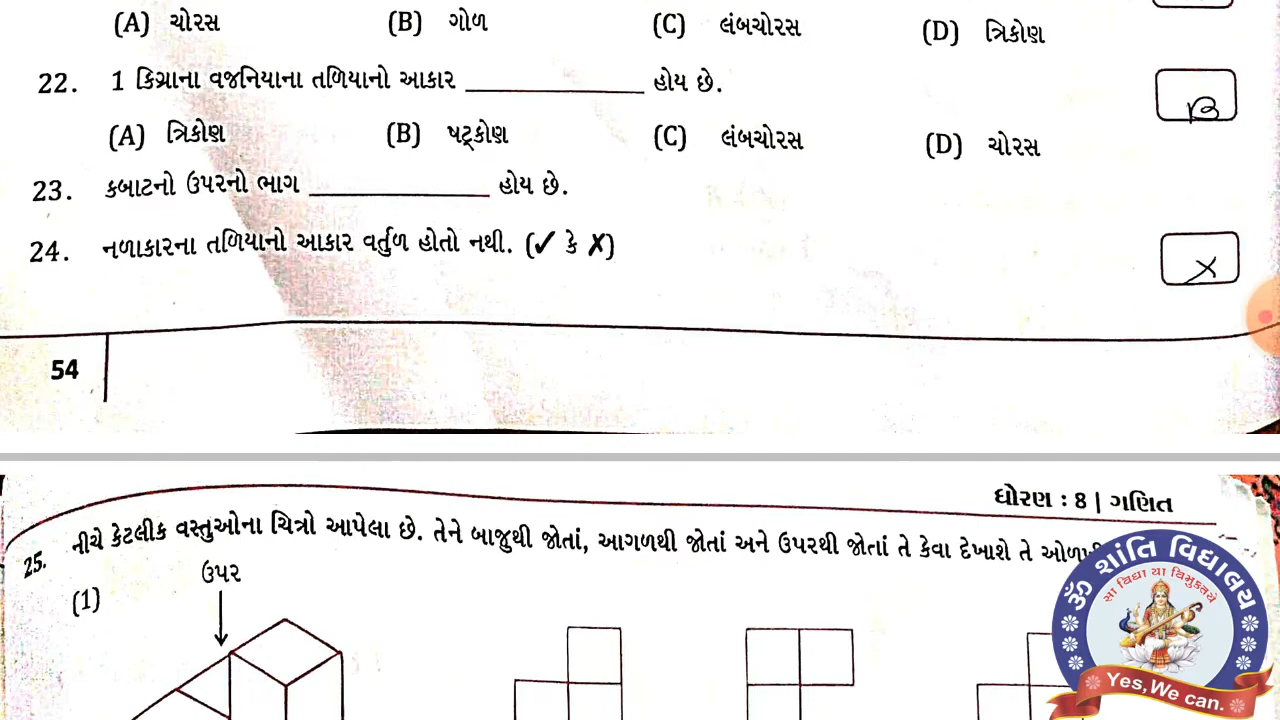 (A) ચોરસ (B) ગોળ (C) લંબચોરસ (D) ત્રિકોણ
22. 1 કિગ્રાના વજનિયાના તળિયાનો આકાર ____________ હોય છે.
B
(A) ત્રિકોણ (B) ષટ્કોણ (C) લંબચોરસ (D) ચોરસ
23. કબાટનો ઉપરનો ભાગ ____________ હોય છે.
24. નળાકારના તળિયાનો આકાર વર્તુળ હોતો નથી. (✓ કે ✗)
X
54
ધોરણ : 8 | ગણિત
25. નીચે કેટલીક વસ્તુઓના ચિત્રો આપેલા છે. તેને બાજુથી જોતાં, આગળથી જોતાં અને ઉપરથી જોતાં તે કેવા દેખાશે તે
ઉપર
(1)
ૐ શાંતિ વિદ્યાલય
સા વિદ્યા યા વિમુક્તયે
Yes, We can.